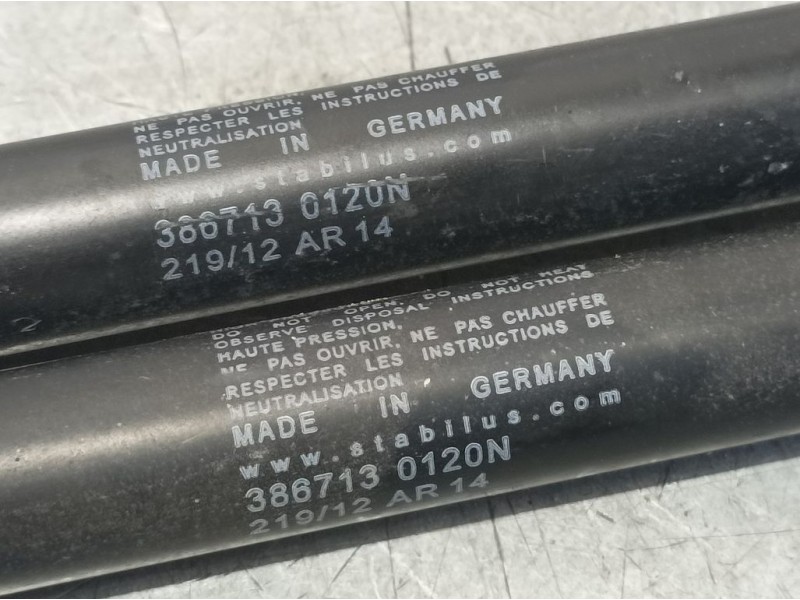 NE PAS OUVRIR, NE PAS CHAUFFER
RESPECTER LES INSTRUCTIONS DE
NEUTRALISATION
MADE IN GERMANY
www.stabilus.com
386713 0120N
219/12 AR 14
2
DO NOT OPEN, DO NOT HEAT
OBSERVE DISPOSAL INSTRUCTIONS
HAUTE PRESSION,
NE PAS OUVRIR, NE PAS CHAUFFER
RESPECTER LES INSTRUCTIONS DE
NEUTRALISATION
MADE IN GERMANY
www.stabilus.com
386713 0120N
219/12 AR 14